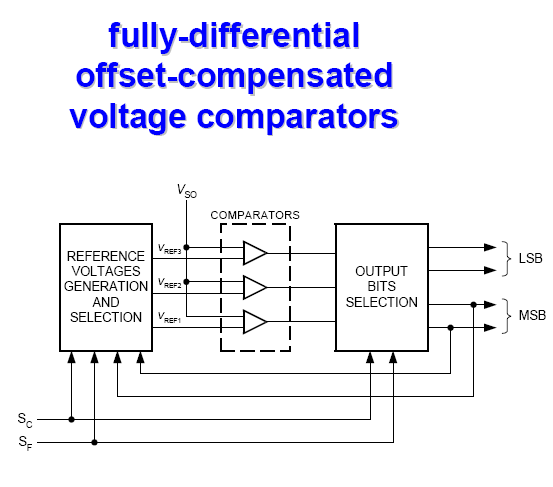 fully-differential
offset-compensated
voltage comparators
VSO
COMPARATORS
REFERENCE
VOLTAGES
GENERATION
AND
SELECTION
VREF3
VREF2
VREF1
OUTPUT
BITS
SELECTION
LSB
MSB
SC
SF